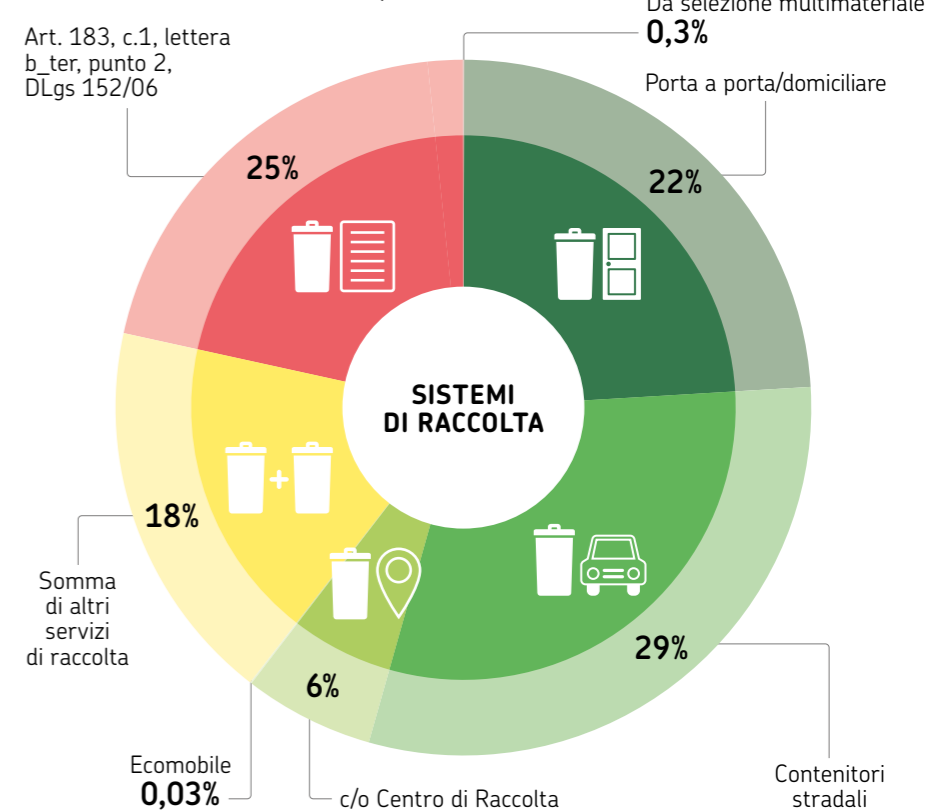 Da selezione multimateriale
0,3%
Art. 183, c.1, lettera
b_ter, punto 2,
DLgs 152/06
Porta a porta/domiciliare
25%
22%
SISTEMI
DI RACCOLTA
18%
Somma
di altri
servizi
di raccolta
29%
6%
Ecomobile
0,03%
c/o Centro di Raccolta
Contenitori
stradali